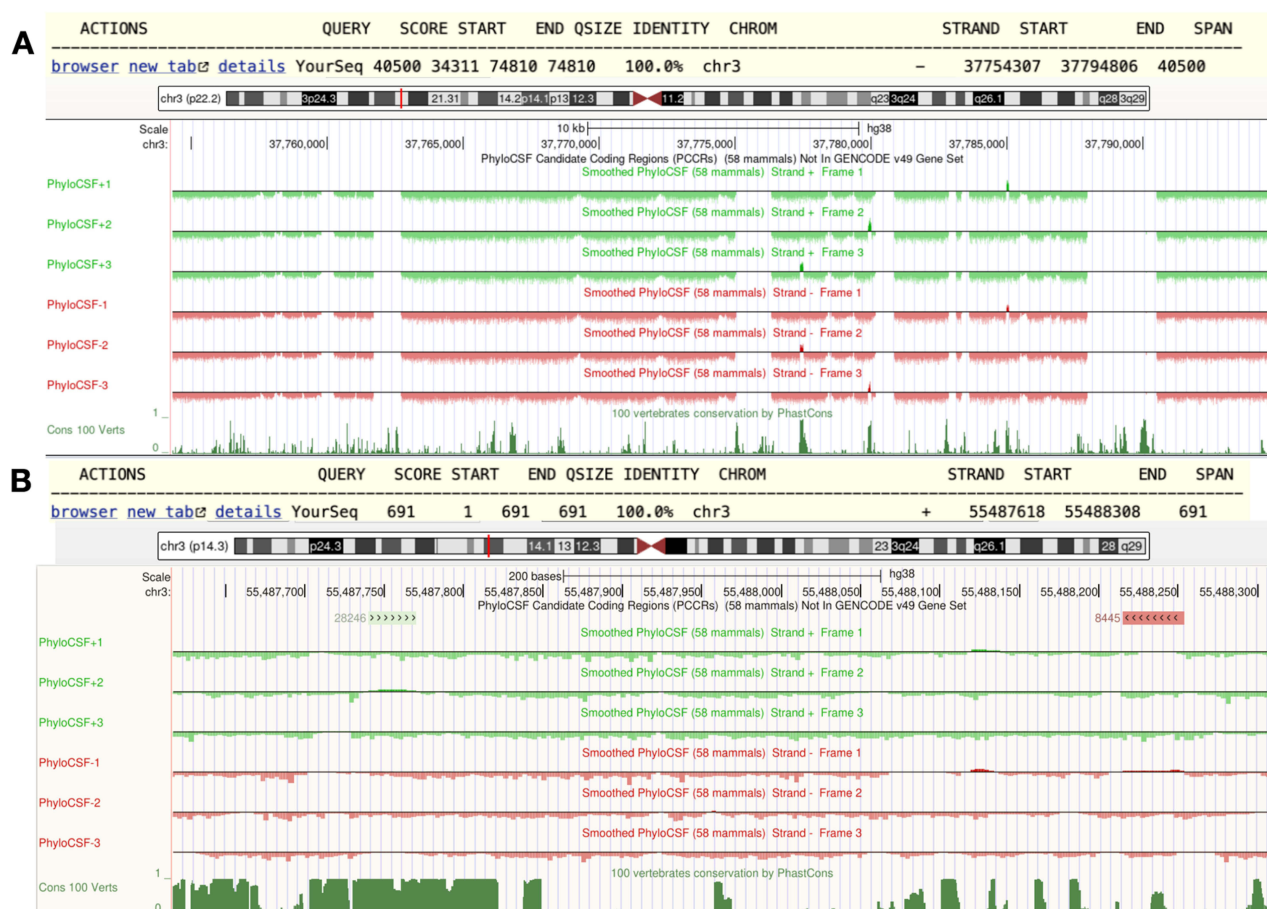 A
ACTIONS QUERY SCORE START END QSIZE IDENTITY CHROM STRAND START END SPAN
browser new tab details YourSeq 40500 34311 74810 74810 100.0% chr3 - 37754307 37794806 40500
chr3 (p22.2) 3p24.3 21.31 14.2 p14.1 p13 12.3 11.2 q23 3q24 q26.1 q28 3q29
Scale 10 kb hg38
chr3: 37,760,000 37,765,000 37,770,000 37,775,000 37,780,000 37,785,000 37,790,000
PhyloCSF Candidate Coding Regions (PCCRs) (58 mammals) Not In GENCODE v49 Gene Set
Smoothed PhyloCSF (58 mammals) Strand + Frame 1
PhyloCSF+1
Smoothed PhyloCSF (58 mammals) Strand + Frame 2
PhyloCSF+2
Smoothed PhyloCSF (58 mammals) Strand + Frame 3
PhyloCSF+3
Smoothed PhyloCSF (58 mammals) Strand - Frame 1
PhyloCSF-1
Smoothed PhyloCSF (58 mammals) Strand - Frame 2
PhyloCSF-2
Smoothed PhyloCSF (58 mammals) Strand - Frame 3
PhyloCSF-3
100 vertebrates conservation by PhastCons
1
Cons 100 Verts
0
B
ACTIONS QUERY SCORE START END QSIZE IDENTITY CHROM STRAND START END SPAN
browser new tab details YourSeq 691 1 691 691 100.0% chr3 + 55487618 55488308 691
chr3 (p14.3) p24.3 14.1 13 12.3 23 3q24 q26.1 28 q29
Scale 200 bases hg38
chr3: 55,487,700 55,487,750 55,487,800 55,487,850 55,487,900 55,487,950 55,488,000 55,488,050 55,488,100 55,488,150 55,488,200 55,488,250 55,488,300
PhyloCSF Candidate Coding Regions (PCCRs) (58 mammals) Not In GENCODE v49 Gene Set
28246 8445
Smoothed PhyloCSF (58 mammals) Strand + Frame 1
PhyloCSF+1
Smoothed PhyloCSF (58 mammals) Strand + Frame 2
PhyloCSF+2
Smoothed PhyloCSF (58 mammals) Strand + Frame 3
PhyloCSF+3
Smoothed PhyloCSF (58 mammals) Strand - Frame 1
PhyloCSF-1
Smoothed PhyloCSF (58 mammals) Strand - Frame 2
PhyloCSF-2
Smoothed PhyloCSF (58 mammals) Strand - Frame 3
PhyloCSF-3
100 vertebrates conservation by PhastCons
1
Cons 100 Verts
0